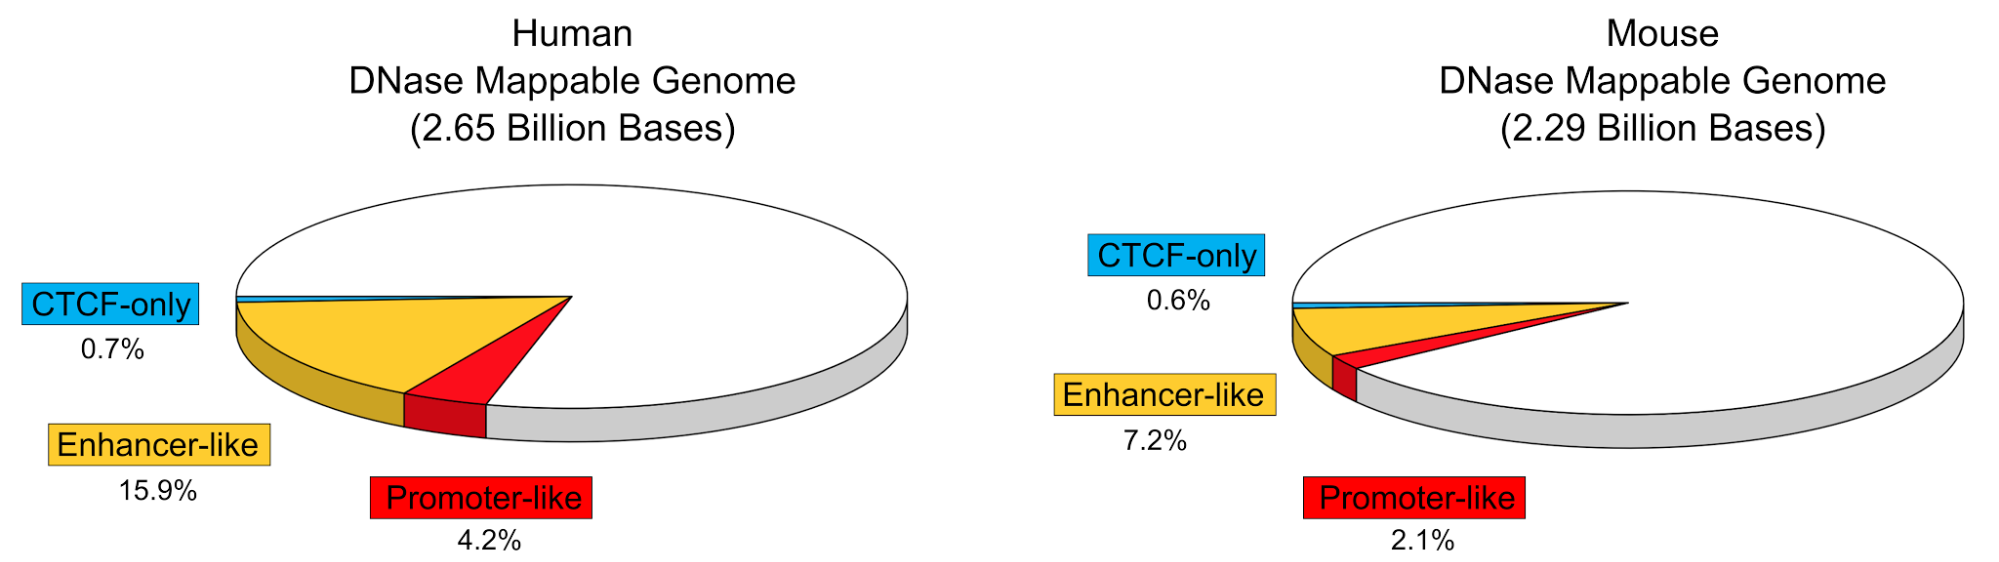 Human
DNase Mappable Genome
(2.65 Billion Bases)
CTCF-only
0.7%
Enhancer-like
15.9%
Promoter-like
4.2%
Mouse
DNase Mappable Genome
(2.29 Billion Bases)
CTCF-only
0.6%
Enhancer-like
7.2%
Promoter-like
2.1%